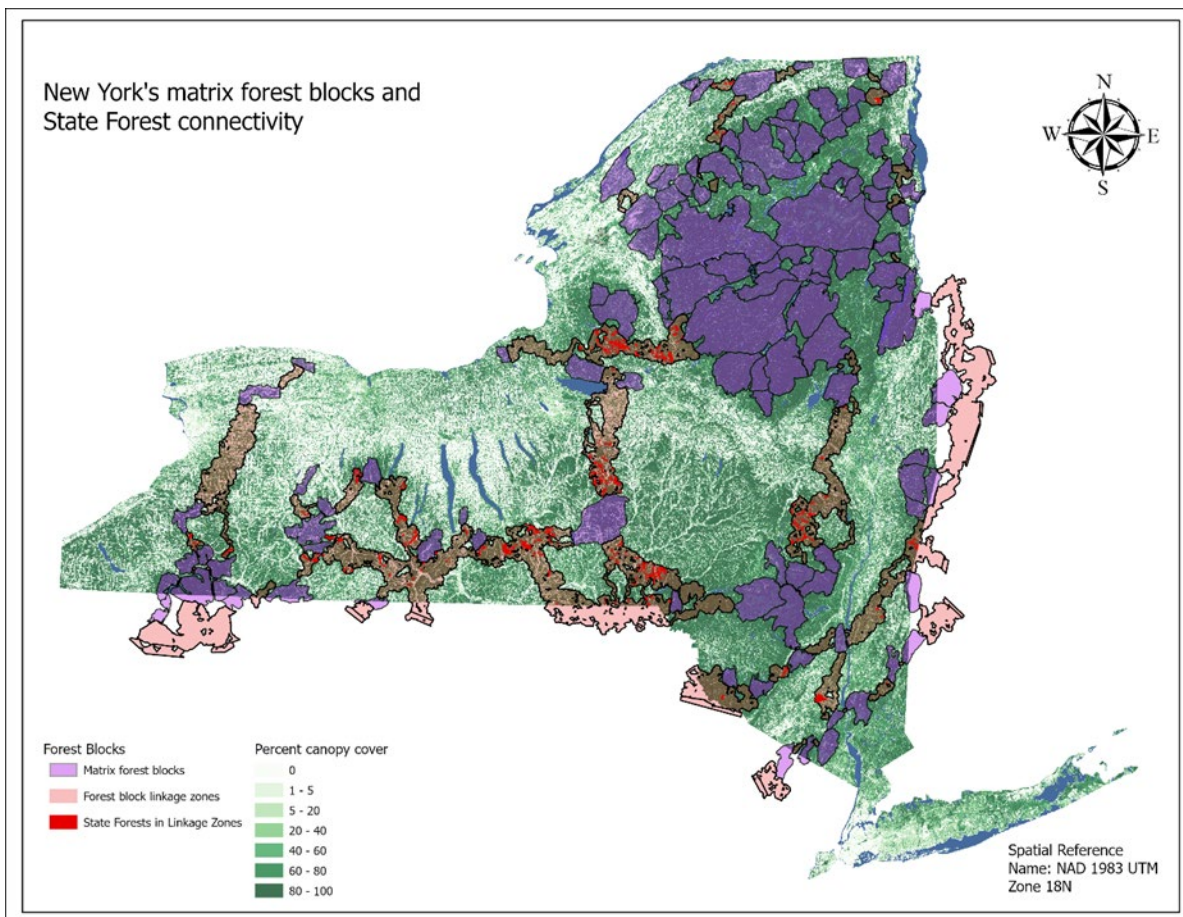 New York's matrix forest blocks and
State Forest connectivity
N
W E
S
Forest Blocks
Matrix forest blocks
Forest block linkage zones
State Forests in Linkage Zones
Percent canopy cover
0
1 - 5
5 - 20
20 - 40
40 - 60
60 - 80
80 - 100
Spatial Reference
Name: NAD 1983 UTM
Zone 18N